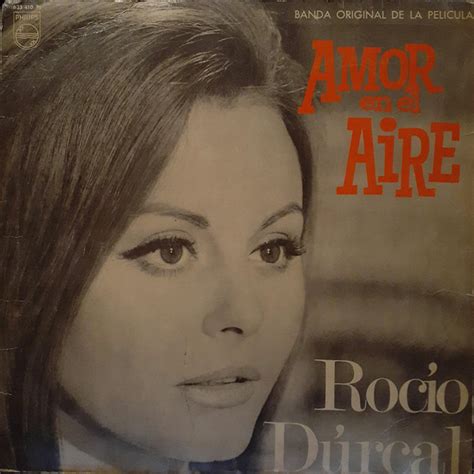 PHILIPS
BANDA ORIGINAL DE LA PELICULA
AMOR
en el
AiRE
Rocío
Dúrcal